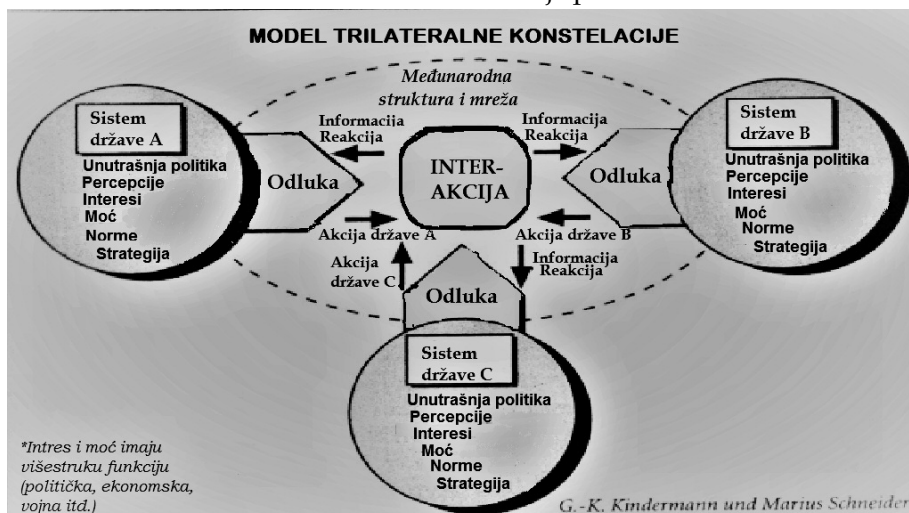 MODEL TRILATERALNE KONSTELACIJE
Međunarodna
struktura i mreža
Sistem
države A
Unutrašnja politika
Percepcije
Interesi
Moć
Norme
Strategija
Odluka
Informacija
Reakcija
INTER-
AKCIJA
Informacija
Reakcija
Odluka
Sistem
države B
Unutrašnja politika
Percepcije
Interesi
Moć
Norme
Strategija
Akcija države A
Akcija države B
Akcija
države C
Informacija
Reakcija
Odluka
Sistem
države C
Unutrašnja politika
Percepcije
Interesi
Moć
Norme
Strategija
*Intres i moć imaju
višestruku funkciju
(politička, ekonomska,
vojna itd.)
G.-K. Kindermann und Marius Schneider